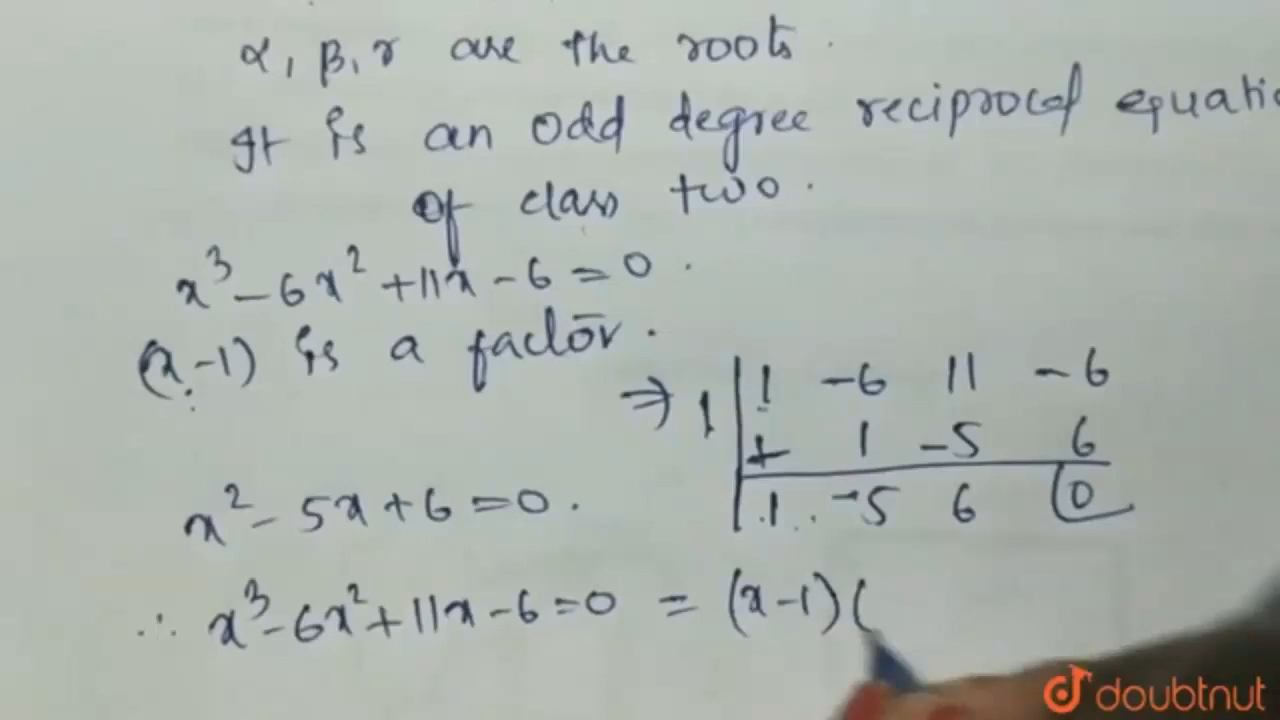 α, β, γ are the roots.
It is an odd degree reciprocal equatio
of class two.
x³ - 6x² + 11x - 6 = 0.
(x - 1) is a factor.
⇒ 1 | 1 -6 11 -6
+ 1 -5 6
1 -5 6 0
x² - 5x + 6 = 0.
∴ x³ - 6x² + 11x - 6 = 0 = (x - 1) (
doubtnut